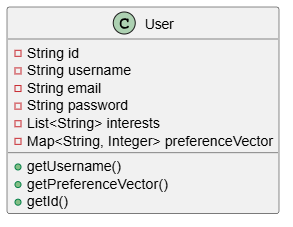 C User
String id
String username
String email
String password
List<String> interests
Map<String, Integer> preferenceVector
getUsername()
getPreferenceVector()
getId()